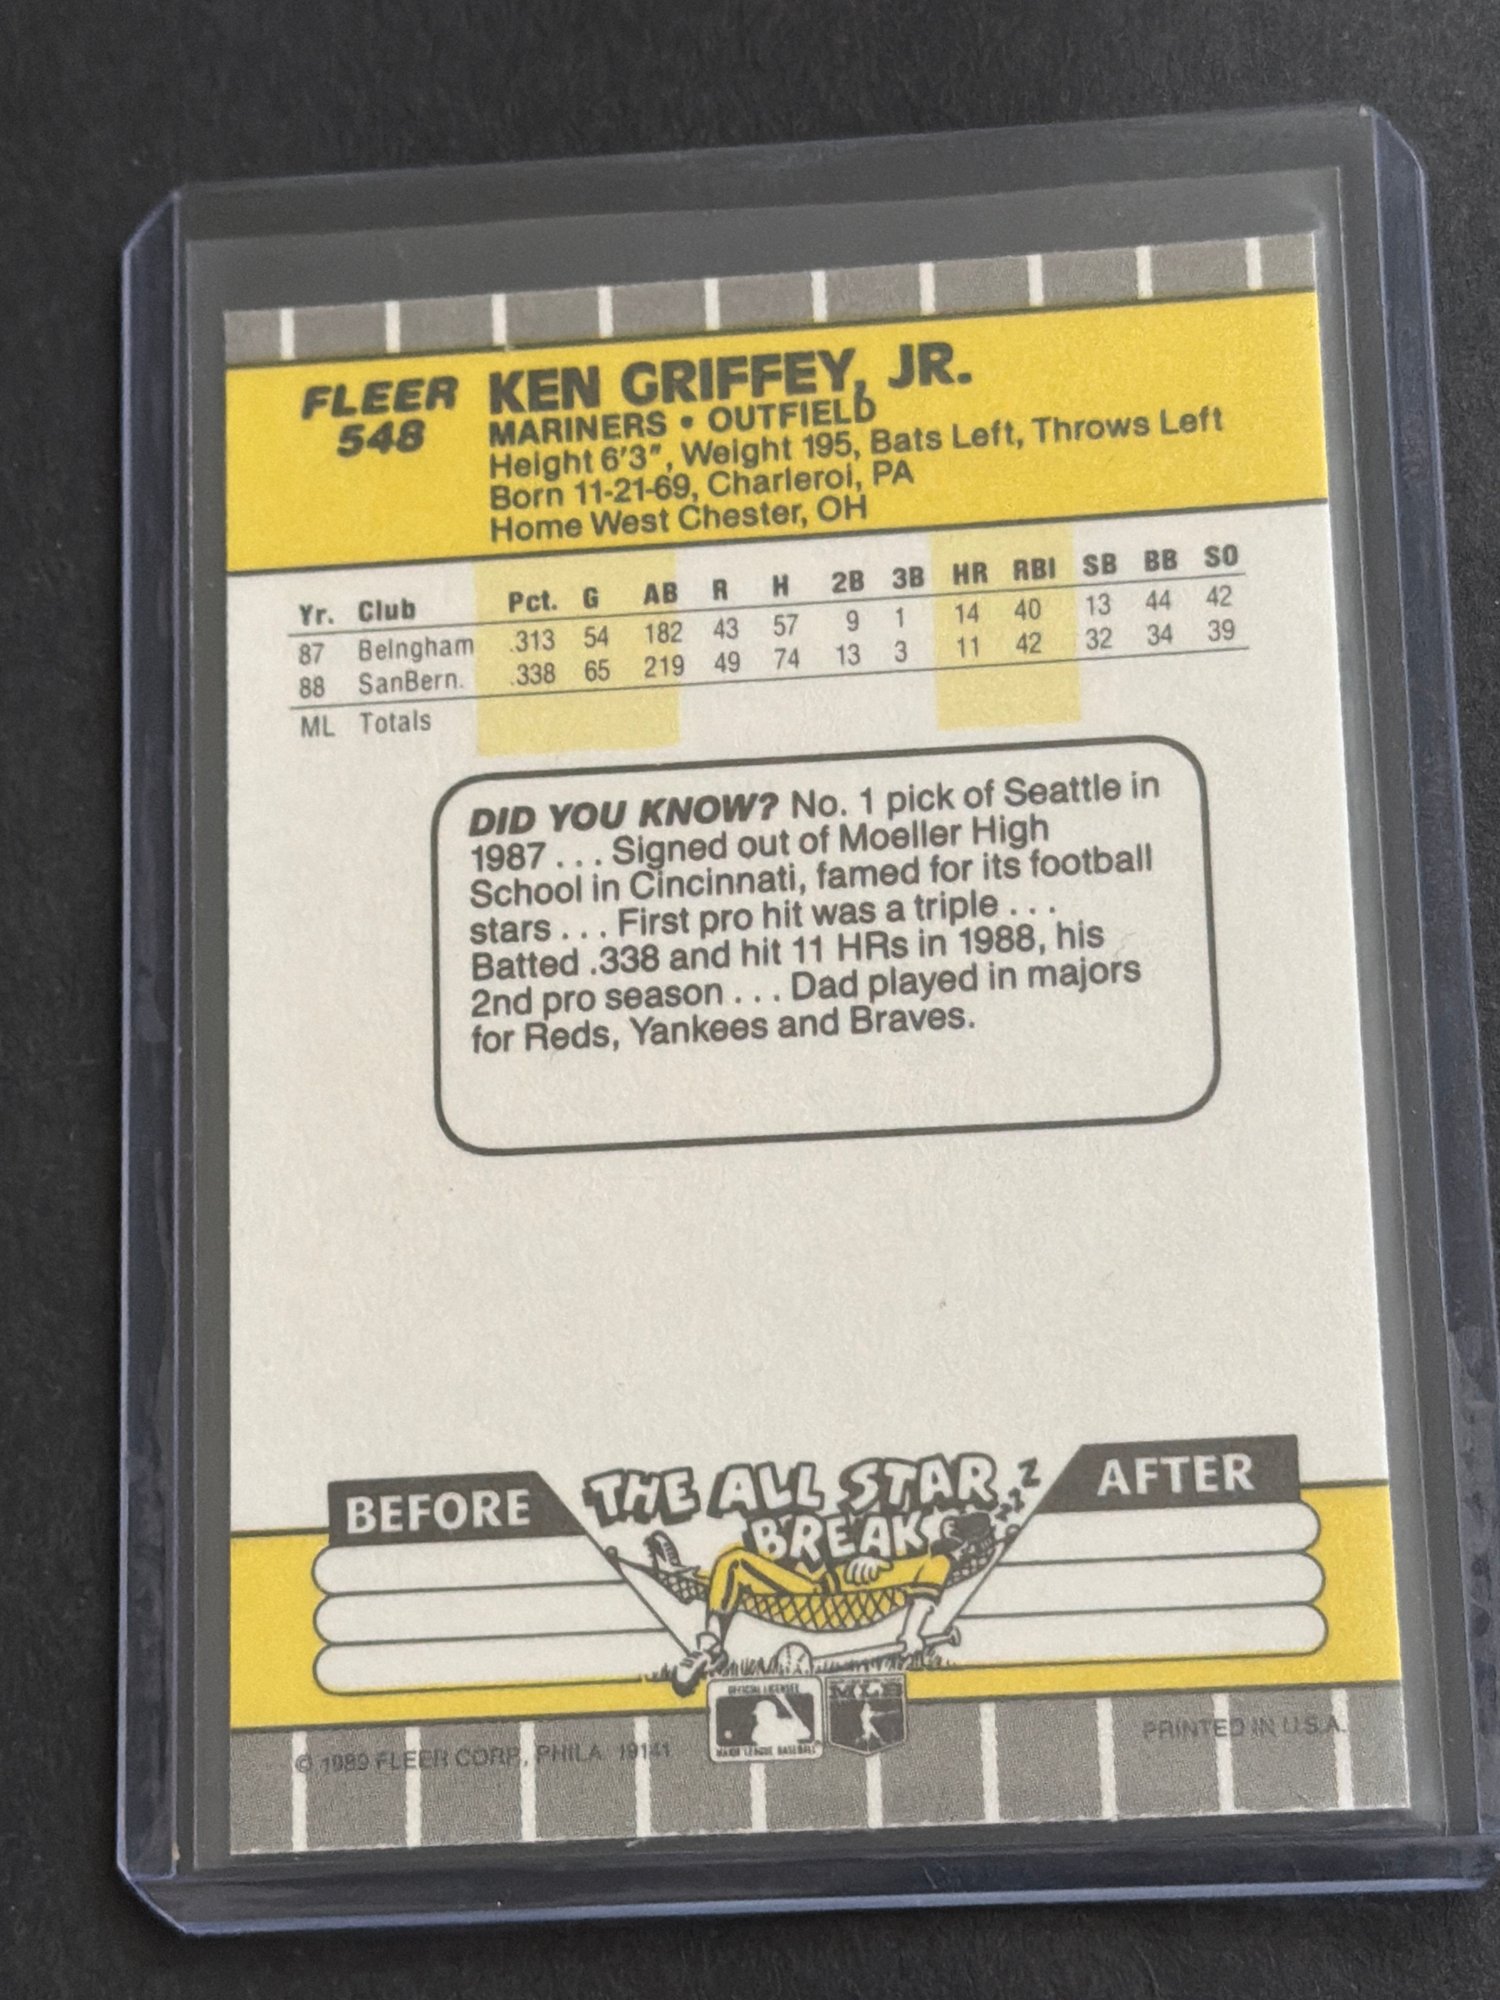 FLEER
548
KEN GRIFFEY, JR.
MARINERS • OUTFIELD
Height 6'3", Weight 195, Bats Left, Throws Left
Born 11-21-69, Charleroi, PA
Home West Chester, OH
Yr. Club Pct. G AB R H 2B 3B HR RBI SB BB SO
87 Belngham .313 54 182 43 57 9 1 14 40 13 44 42
88 SanBern. .338 65 219 49 74 13 3 11 42 32 34 39
ML Totals
DID YOU KNOW? No. 1 pick of Seattle in
1987 . . . Signed out of Moeller High
School in Cincinnati, famed for its football
stars . . . First pro hit was a triple . . .
Batted .338 and hit 11 HRs in 1988, his
2nd pro season . . . Dad played in majors
for Reds, Yankees and Braves.
BEFORE
THE ALL STAR
BREAK
Z Z Z
AFTER
OFFICIAL LICENSEE
MAJOR LEAGUE BASEBALL
MLB
© 1989 FLEER CORP., PHILA. 19141
PRINTED IN U.S.A.